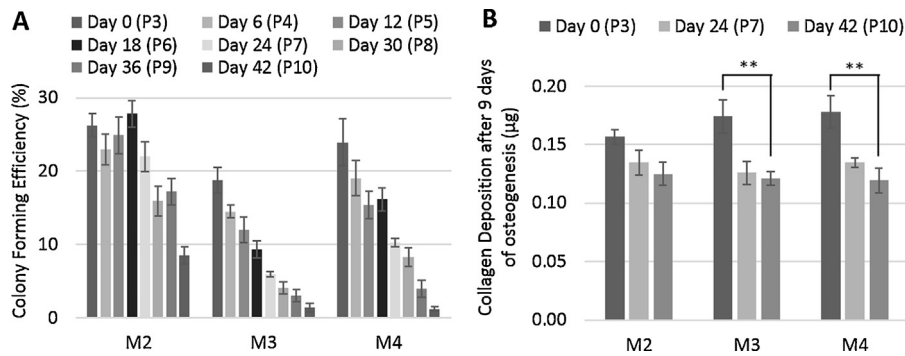 A
Day 0 (P3) Day 6 (P4) Day 12 (P5)
Day 18 (P6) Day 24 (P7) Day 30 (P8)
Day 36 (P9) Day 42 (P10)
Colony Forming Efficiency (%)
30
20
10
0
M2 M3 M4
B
Day 0 (P3) Day 24 (P7) Day 42 (P10)
Collagen Deposition after 9 days
of osteogenesis (µg)
** **
0.20
0.15
0.10
0.05
0.00
M2 M3 M4